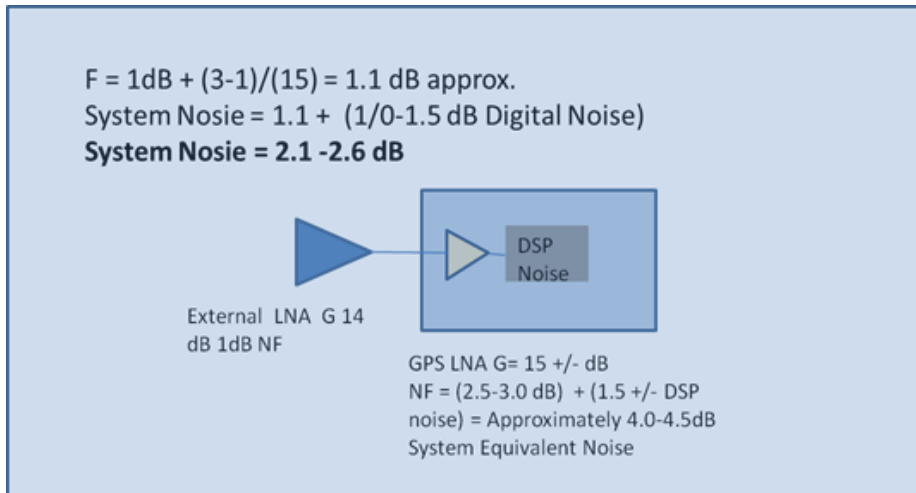 F = 1dB + (3-1)/(15) = 1.1 dB approx.
System Nosie = 1.1 + (1/0-1.5 dB Digital Noise)
System Nosie = 2.1 -2.6 dB
DSP
Noise
External LNA G 14
dB 1dB NF
GPS LNA G= 15 +/- dB
NF = (2.5-3.0 dB) + (1.5 +/- DSP
noise) = Approximately 4.0-4.5dB
System Equivalent Noise